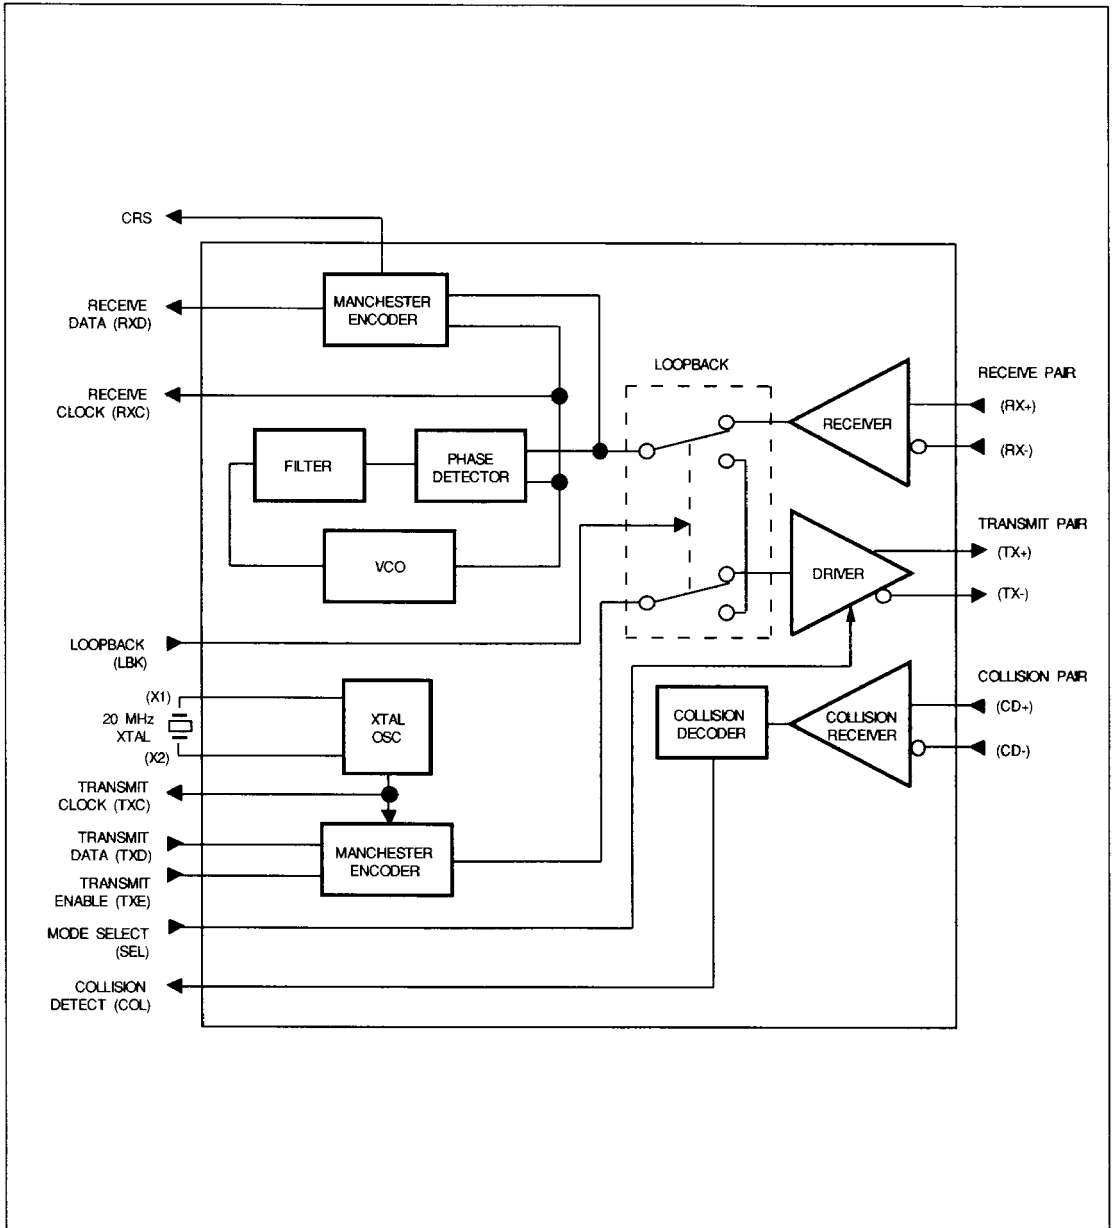 CRS
MANCHESTER
ENCODER
RECEIVE
DATA (RXD)
LOOPBACK
RECEIVE PAIR
RECEIVE
CLOCK (RXC)
(RX+)
RECEIVER
(RX-)
FILTER
PHASE
DETECTOR
TRANSMIT PAIR
(TX+)
VCO
DRIVER
(TX-)
LOOPBACK
(LBK)
COLLISION PAIR
(X1)
20 MHz
XTAL
(X2)
XTAL
OSC
COLLISION
DECODER
COLLISION
RECEIVER
(CD+)
(CD-)
TRANSMIT
CLOCK (TXC)
TRANSMIT
DATA (TXD)
MANCHESTER
ENCODER
TRANSMIT
ENABLE (TXE)
MODE SELECT
(SEL)
COLLISION
DETECT (COL)